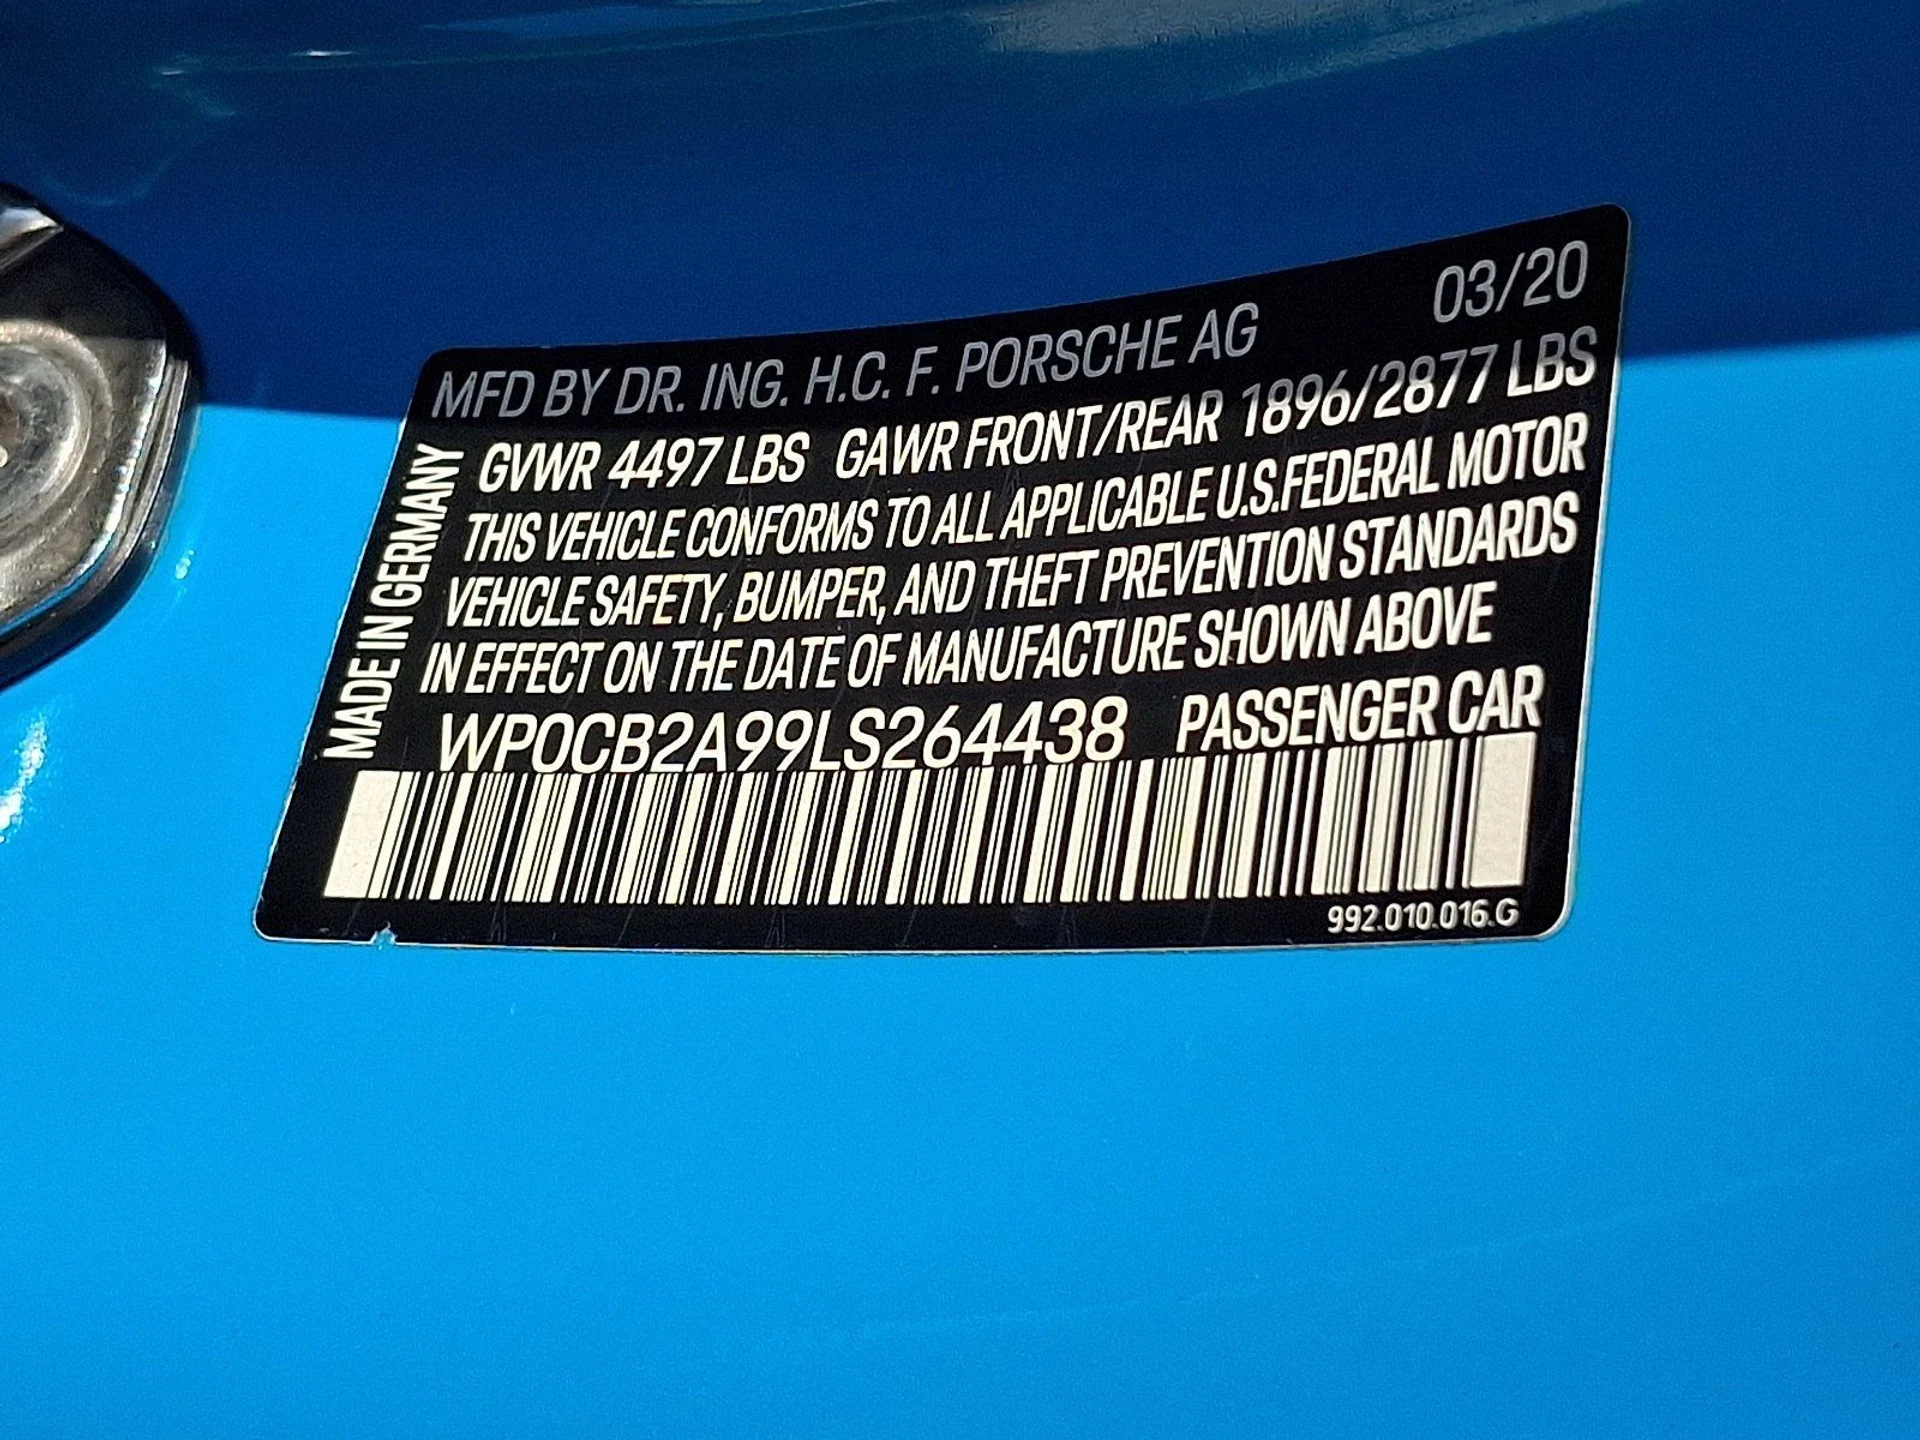 MFD BY DR. ING. H.C. F. PORSCHE AG 03/20
GVWR 4497 LBS GAWR FRONT/REAR 1896/2877 LBS
THIS VEHICLE CONFORMS TO ALL APPLICABLE U.S.FEDERAL MOTOR
VEHICLE SAFETY, BUMPER, AND THEFT PREVENTION STANDARDS
IN EFFECT ON THE DATE OF MANUFACTURE SHOWN ABOVE
WP0CB2A99LS264438 PASSENGER CAR
992.010.016.G
MADE IN GERMANY